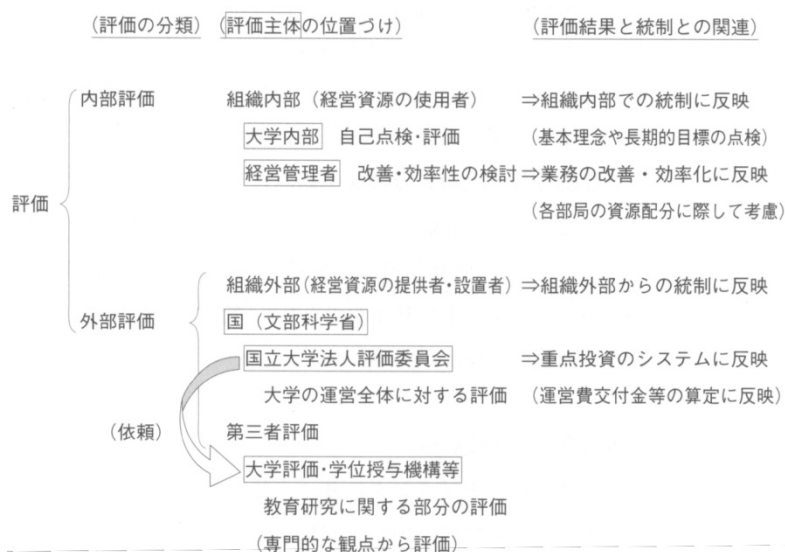 (評価の分類) (評価主体の位置づけ) (評価結果と統制との関連)
内部評価 組織内部(経営資源の使用者) ⇒組織内部での統制に反映
大学内部 自己点検・評価 (基本理念や長期的目標の点検)
経営管理者 改善・効率性の検討⇒業務の改善・効率化に反映
評価
(各部局の資源配分に際して考慮)
組織外部(経営資源の提供者・設置者)⇒組織外部からの統制に反映
外部評価 国(文部科学省)
国立大学法人評価委員会 ⇒重点投資のシステムに反映
大学の運営全体に対する評価 (運営費交付金等の算定に反映)
(依頼) 第三者評価
大学評価・学位授与機構等
教育研究に関する部分の評価
(専門的な観点から評価)